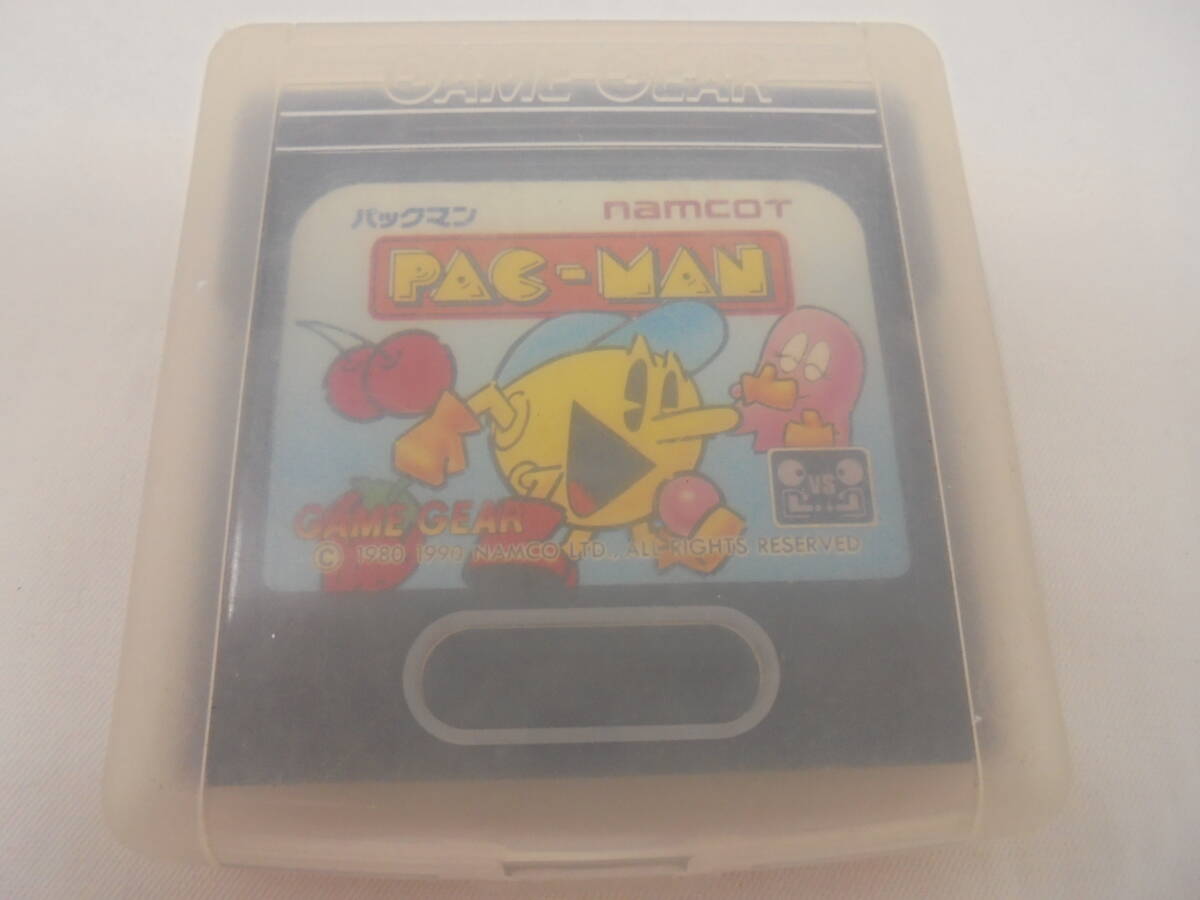 GAME GEAR
パックマン namcoT
PAC-MAN
VS
GAME GEAR
© 1980 1990 NAMCO LTD., ALL RIGHTS RESERVED